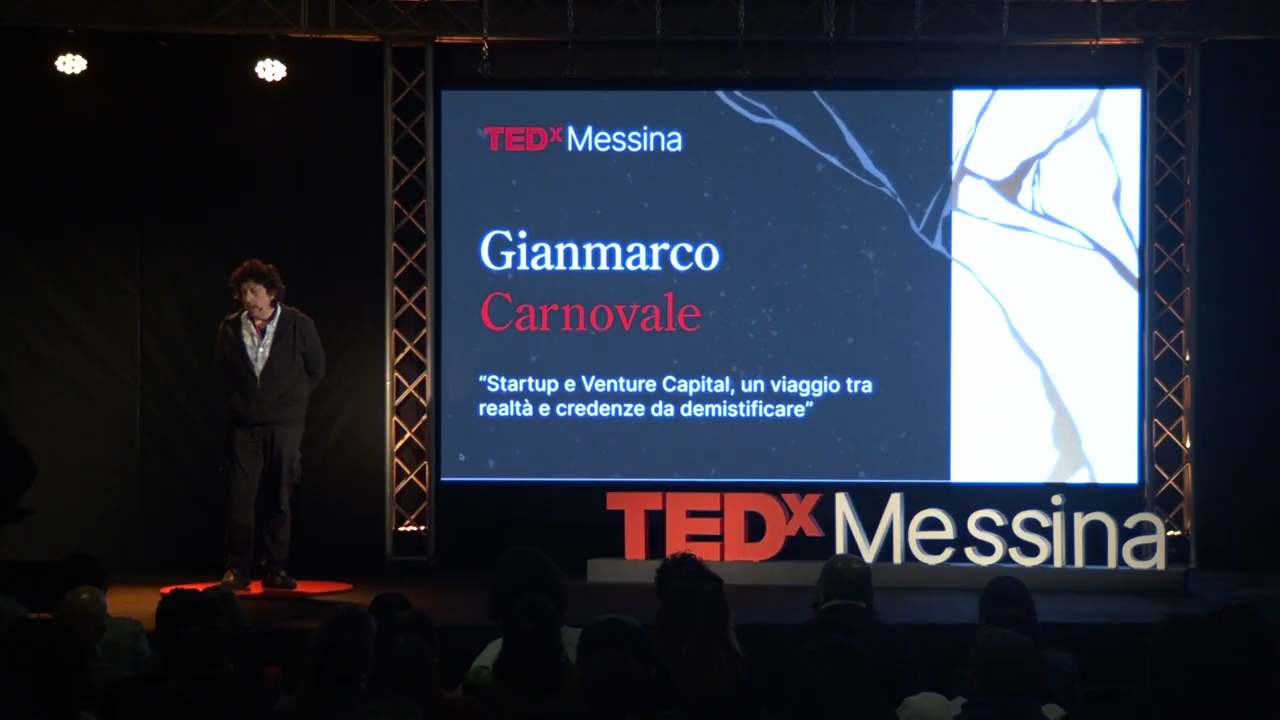 TEDx Messina
Gianmarco
Carnovale
“Startup e Venture Capital, un viaggio tra
realtà e credenze da demistificare”
TEDx Messina